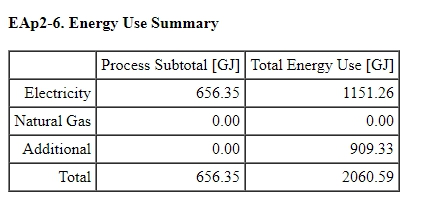 EAp2-6. Energy Use Summary
Process Subtotal [GJ] Total Energy Use [GJ]
Electricity 656.35 1151.26
Natural Gas 0.00 0.00
Additional 0.00 909.33
Total 656.35 2060.59